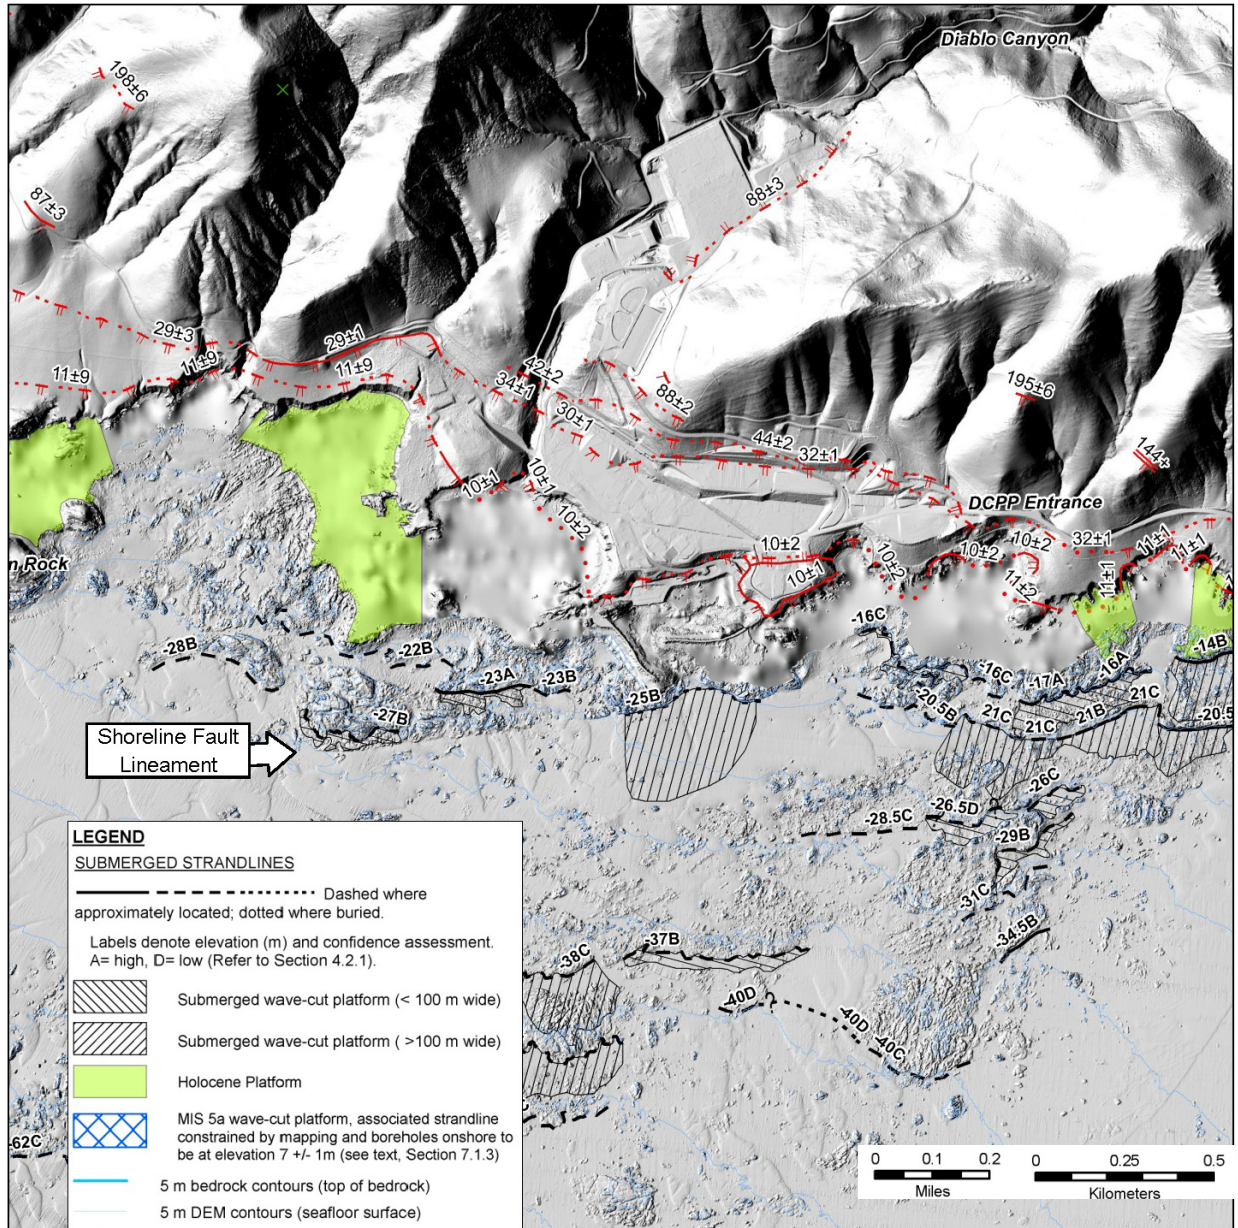 Diablo Canyon
198±6
87±3
88±3
29±3
29±1
11±9
11±9
11±9
42±2
34±1
30±1
88±2
44±2
32±1
195±6
144+
DCPP Entrance
10±1
10±1
10±2
10±2
10±1
10±2
10±2
10±2
11±2
32±1
11±1
11±1
11±1
n Rock
-28B
-22B
-23A
-23B
-25B
-27B
-16C
-16C
-17A
-16A
-14B
-20.5B
21C
21C
21B
21C
-20.5
Shoreline Fault
Lineament
-28.5C
-26.5D
-26C
-29B
-31C
-34.5B
-38C
-37B
-40D
?
-40D
-40C
-62C
LEGEND
SUBMERGED STRANDLINES
Dashed where
approximately located; dotted where buried.
Labels denote elevation (m) and confidence assessment.
A= high, D= low (Refer to Section 4.2.1).
Submerged wave-cut platform (< 100 m wide)
Submerged wave-cut platform ( >100 m wide)
Holocene Platform
MIS 5a wave-cut platform, associated strandline
constrained by mapping and boreholes onshore to
be at elevation 7 +/- 1m (see text, Section 7.1.3)
5 m bedrock contours (top of bedrock)
5 m DEM contours (seafloor surface)
0 0.1 0.2
Miles
0 0.25 0.5
Kilometers